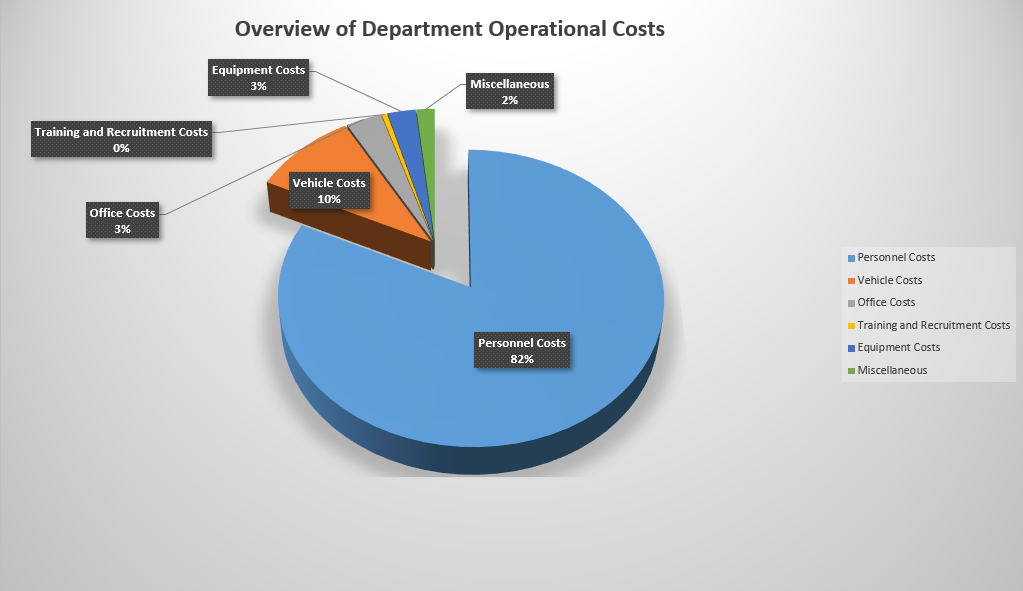 Overview of Department Operational Costs
Equipment Costs
3%
Miscellaneous
2%
Training and Recruitment Costs
0%
Vehicle Costs
10%
Office Costs
3%
Personnel Costs
82%
Personnel Costs
Vehicle Costs
Office Costs
Training and Recruitment Costs
Equipment Costs
Miscellaneous